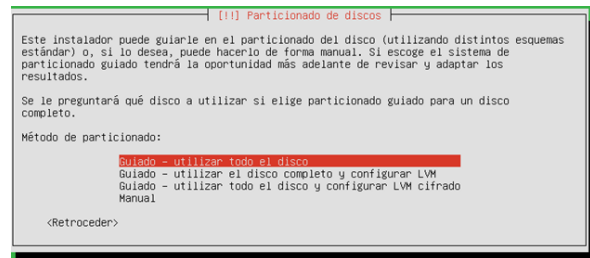 [!!] Particionado de discos
Este instalador puede guiarle en el particionado del disco (utilizando distintos esquemas
estándar) o, si lo desea, puede hacerlo de forma manual. Si escoge el sistema de
particionado guiado tendrá la oportunidad más adelante de revisar y adaptar los
resultados.
Se le preguntará qué disco a utilizar si elige particionado guiado para un disco
completo.
Método de particionado:
Guiado - utilizar todo el disco
Guiado - utilizar el disco completo y configurar LVM
Guiado - utilizar todo el disco y configurar LVM cifrado
Manual
<Retroceder>